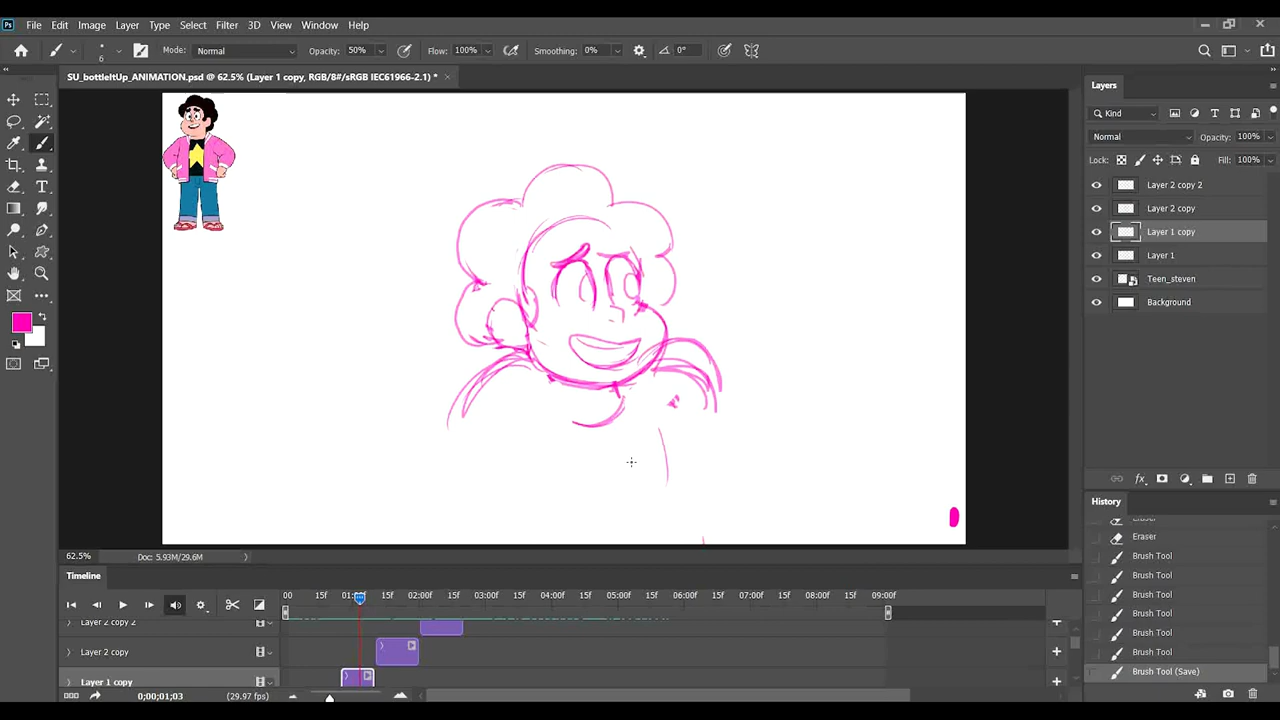 Ps File Edit Image Layer Type Select Filter 3D View Window Help
6 Mode: Normal Opacity: 50% Flow: 100% Smoothing: 0% 0°
SU_bottleItUp_ANIMATION.psd @ 62.5% (Layer 1 copy, RGB/8#/sRGB IEC61966-2.1) *
Layers
Kind
Normal Opacity: 100%
Lock: Fill: 100%
Layer 2 copy 2
Layer 2 copy
Layer 1 copy
Layer 1
Teen_steven
Background
fx
History
Eraser
Eraser
Brush Tool
Brush Tool
Brush Tool
Brush Tool
Brush Tool
Brush Tool
Brush Tool (Save)
62.5% Doc: 5.93M/29.6M
Timeline
00 15f 01:00f 15f 02:00f 15f 03:00f 15f 04:00f 15f 05:00f 15f 06:00f 15f 07:00f 15f 08:00f 15f 09:00f
Layer 2 copy 2
Layer 2 copy
Layer 1 copy
0;00;01;03 (29.97 fps)